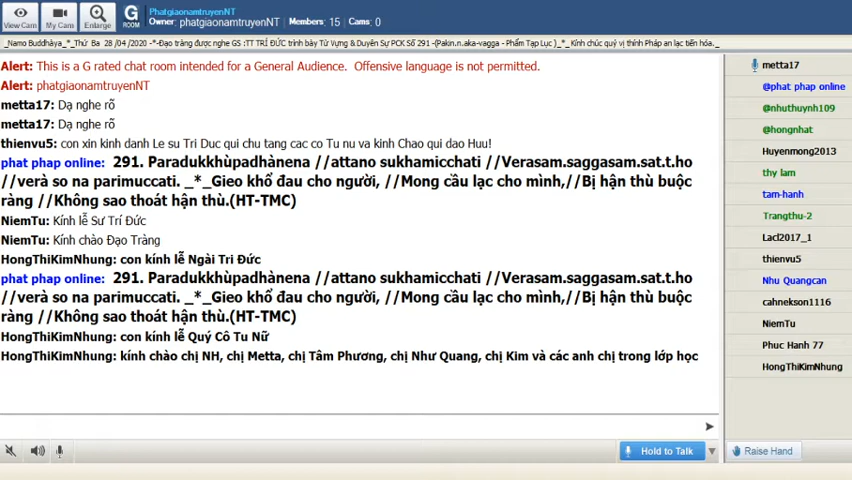 View Cam
My Cam
Enlarge
G
ROOM
PhatgiaonamtruyenNT
Owner: phatgiaonamtruyenNT Members: 15 Cams: 0
_Namo Buddhàya_*_Thứ Ba 28 /04 /2020 -*-Đạo tràng được nghe GS :TT TRÍ ĐỨC trình bày Từ Vựng & Duyên Sự PCK Số 291 -(Pakin.n.aka-vagga - Phẩm Tạp Lục )_*_ Kính chúc quý vị thính Pháp an lạc tiến hóa._
Alert: This is a G rated chat room intended for a General Audience. Offensive language is not permitted.
Alert: phatgiaonamtruyenNT
metta17: Dạ nghe rõ
metta17: Dạ nghe rõ
thienvu5: con xin kinh danh Le su Tri Duc qui chu tang cac co Tu nu va kinh Chao qui dao Huu!
phat phap online: 291. Paradukkhùpadhànena //attano sukhamicchati //Verasam.saggasam.sat.t.ho
//verà so na parimuccati. _*_Gieo khổ đau cho người, //Mong cầu lạc cho mình,//Bị hận thù buộc
ràng //Không sao thoát hận thù.(HT-TMC)
NiemTu: Kính lễ Sư Trí Đức
NiemTu: Kính chào Đạo Tràng
HongThiKimNhung: con kính lễ Ngài Tri Đức
phat phap online: 291. Paradukkhùpadhànena //attano sukhamicchati //Verasam.saggasam.sat.t.ho
//verà so na parimuccati. _*_Gieo khổ đau cho người, //Mong cầu lạc cho mình,//Bị hận thù buộc
ràng //Không sao thoát hận thù.(HT-TMC)
HongThiKimNhung: con kính lễ Quý Cô Tu Nữ
HongThiKimNhung: kính chào chị NH, chị Metta, chị Tâm Phương, chị Như Quang, chị Kim và các anh chị trong lớp học
metta17
@phat phap online
@nhuthuynh109
@hongnhat
Huyenmong2013
thy lam
tam-hanh
Trangthu-2
Lacl2017_1
thienvu5
Nhu Quangcan
cahnekson1116
NiemTu
Phuc Hanh 77
HongThiKimNhung
Hold to Talk
Raise Hand